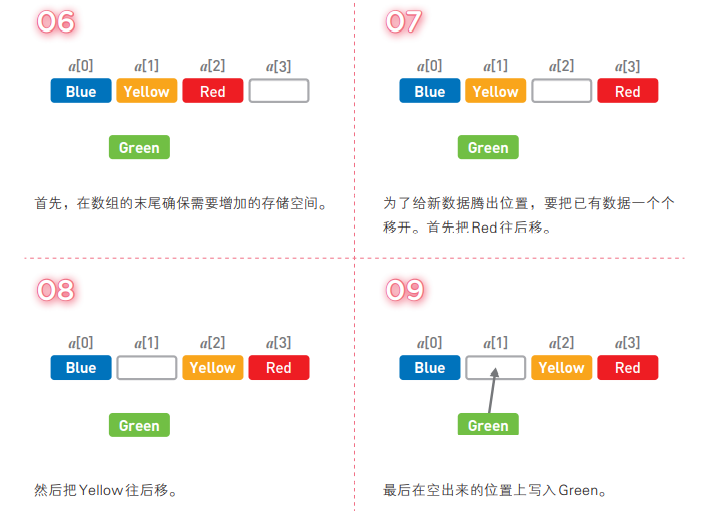 06
a[0] a[1] a[2] a[3]
Blue Yellow Red
Green
首先，在数组的末尾确保需要增加的存储空间。
07
a[0] a[1] a[2] a[3]
Blue Yellow Red
Green
为了给新数据腾出位置，要把已有数据一个个
移开。首先把Red往后移。
08
a[0] a[1] a[2] a[3]
Blue Yellow Red
Green
然后把Yellow往后移。
09
a[0] a[1] a[2] a[3]
Blue Yellow Red
Green
最后在空出来的位置上写入Green。